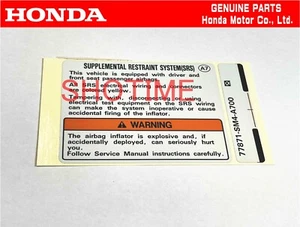 HONDA
GENUINE PARTS
Honda Motor Co., Ltd.
SUPPLEMENTAL RESTRAINT SYSTEM(SRS) A7
This vehicle is equipped with driver and
front seat passenger airbag.
All SRS electrical and connectors
are colored yellow.
Tampering with, disconnecting or using
electrical test equipment on the SRS wiring
can make the system inoperative or cause
accidental firing of the inflator.
SHOTIME
WARNING
The airbag inflator is explosive and, if
accidentally deployed, can seriously hurt
you.
Follow Service Manual instructions carefully.
77871-SM4-A700